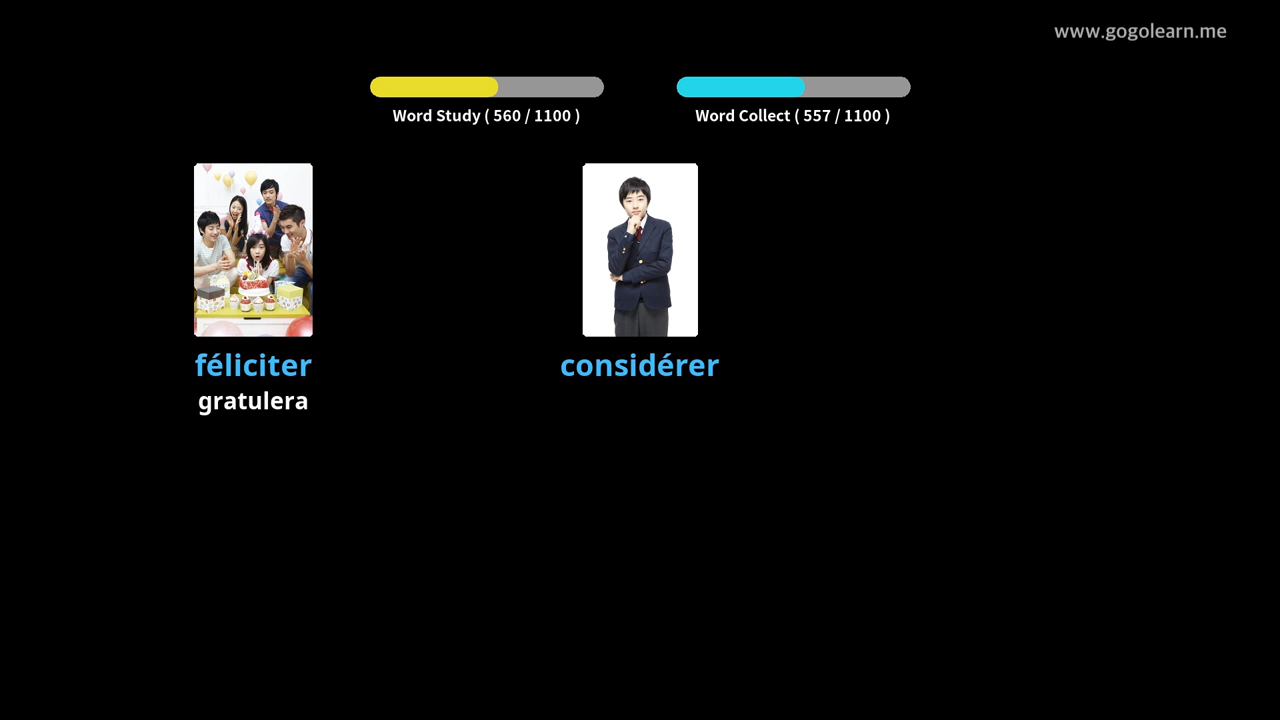 www.gogolearn.me
Word Study ( 560 / 1100 )
Word Collect ( 557 / 1100 )
féliciter
gratulera
considérer